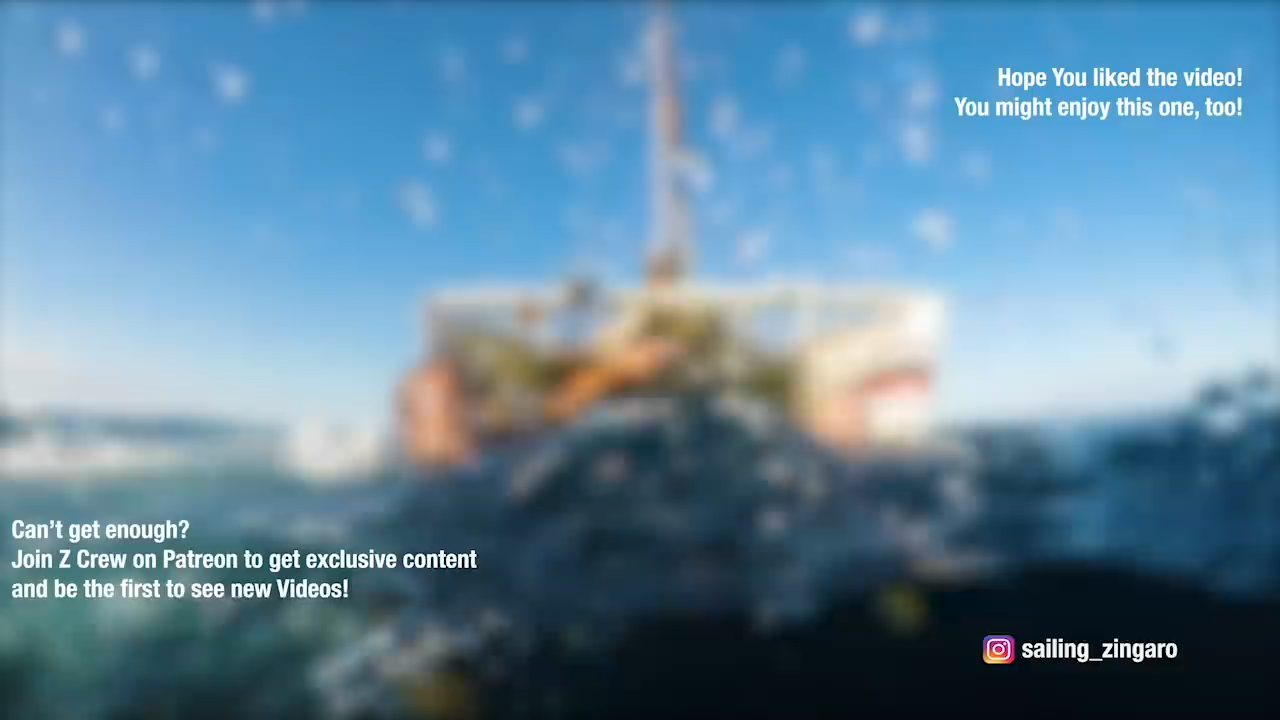 Hope You liked the video!
You might enjoy this one, too!
Can't get enough?
Join Z Crew on Patreon to get exclusive content
and be the first to see new Videos!
sailing_zingaro